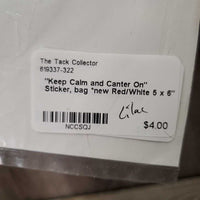 The Tack Collector
819337-322
"Keep Calm and Canter On"
Sticker, bag *new Red/White 5 x 6"
Lilac
$4.00
NCCSQJ